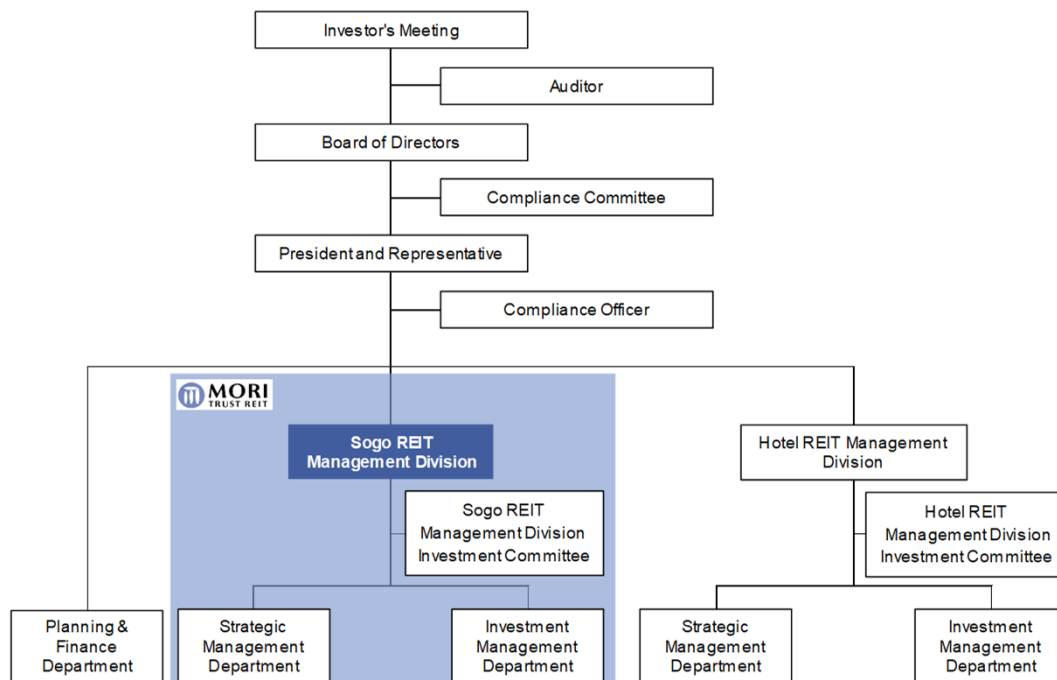 Investor's Meeting
Auditor
Board of Directors
Compliance Committee
President and Representative
Compliance Officer
MORI
TRUST REIT
Sogo REIT
Management Division
Hotel REIT Management
Division
Sogo REIT
Management Division
Investment Committee
Hotel REIT
Management Division
Investment Committee
Planning &
Finance
Department
Strategic
Management
Department
Investment
Management
Department
Strategic
Management
Department
Investment
Management
Department